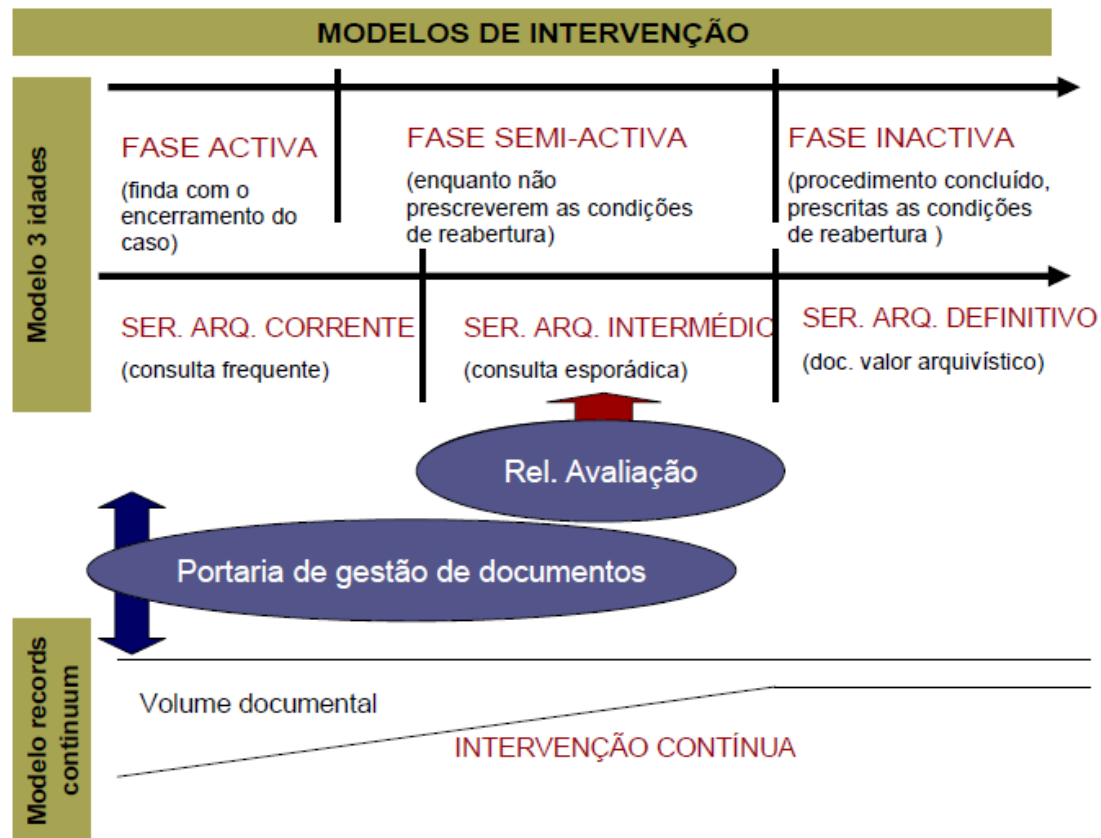 MODELOS DE INTERVENÇÃO
Modelo 3 idades
FASE ACTIVA
(finda com o
encerramento do
caso)
FASE SEMI-ACTIVA
(enquanto não
prescreverem as condições
de reabertura)
FASE INACTIVA
(procedimento concluído,
prescritas as condições
de reabertura )
SER. ARQ. CORRENTE
(consulta frequente)
SER. ARQ. INTERMÉDIO
(consulta esporádica)
SER. ARQ. DEFINITIVO
(doc. valor arquivístico)
Rel. Avaliação
Portaria de gestão de documentos
Modelo records
continuum
Volume documental
INTERVENÇÃO CONTÍNUA